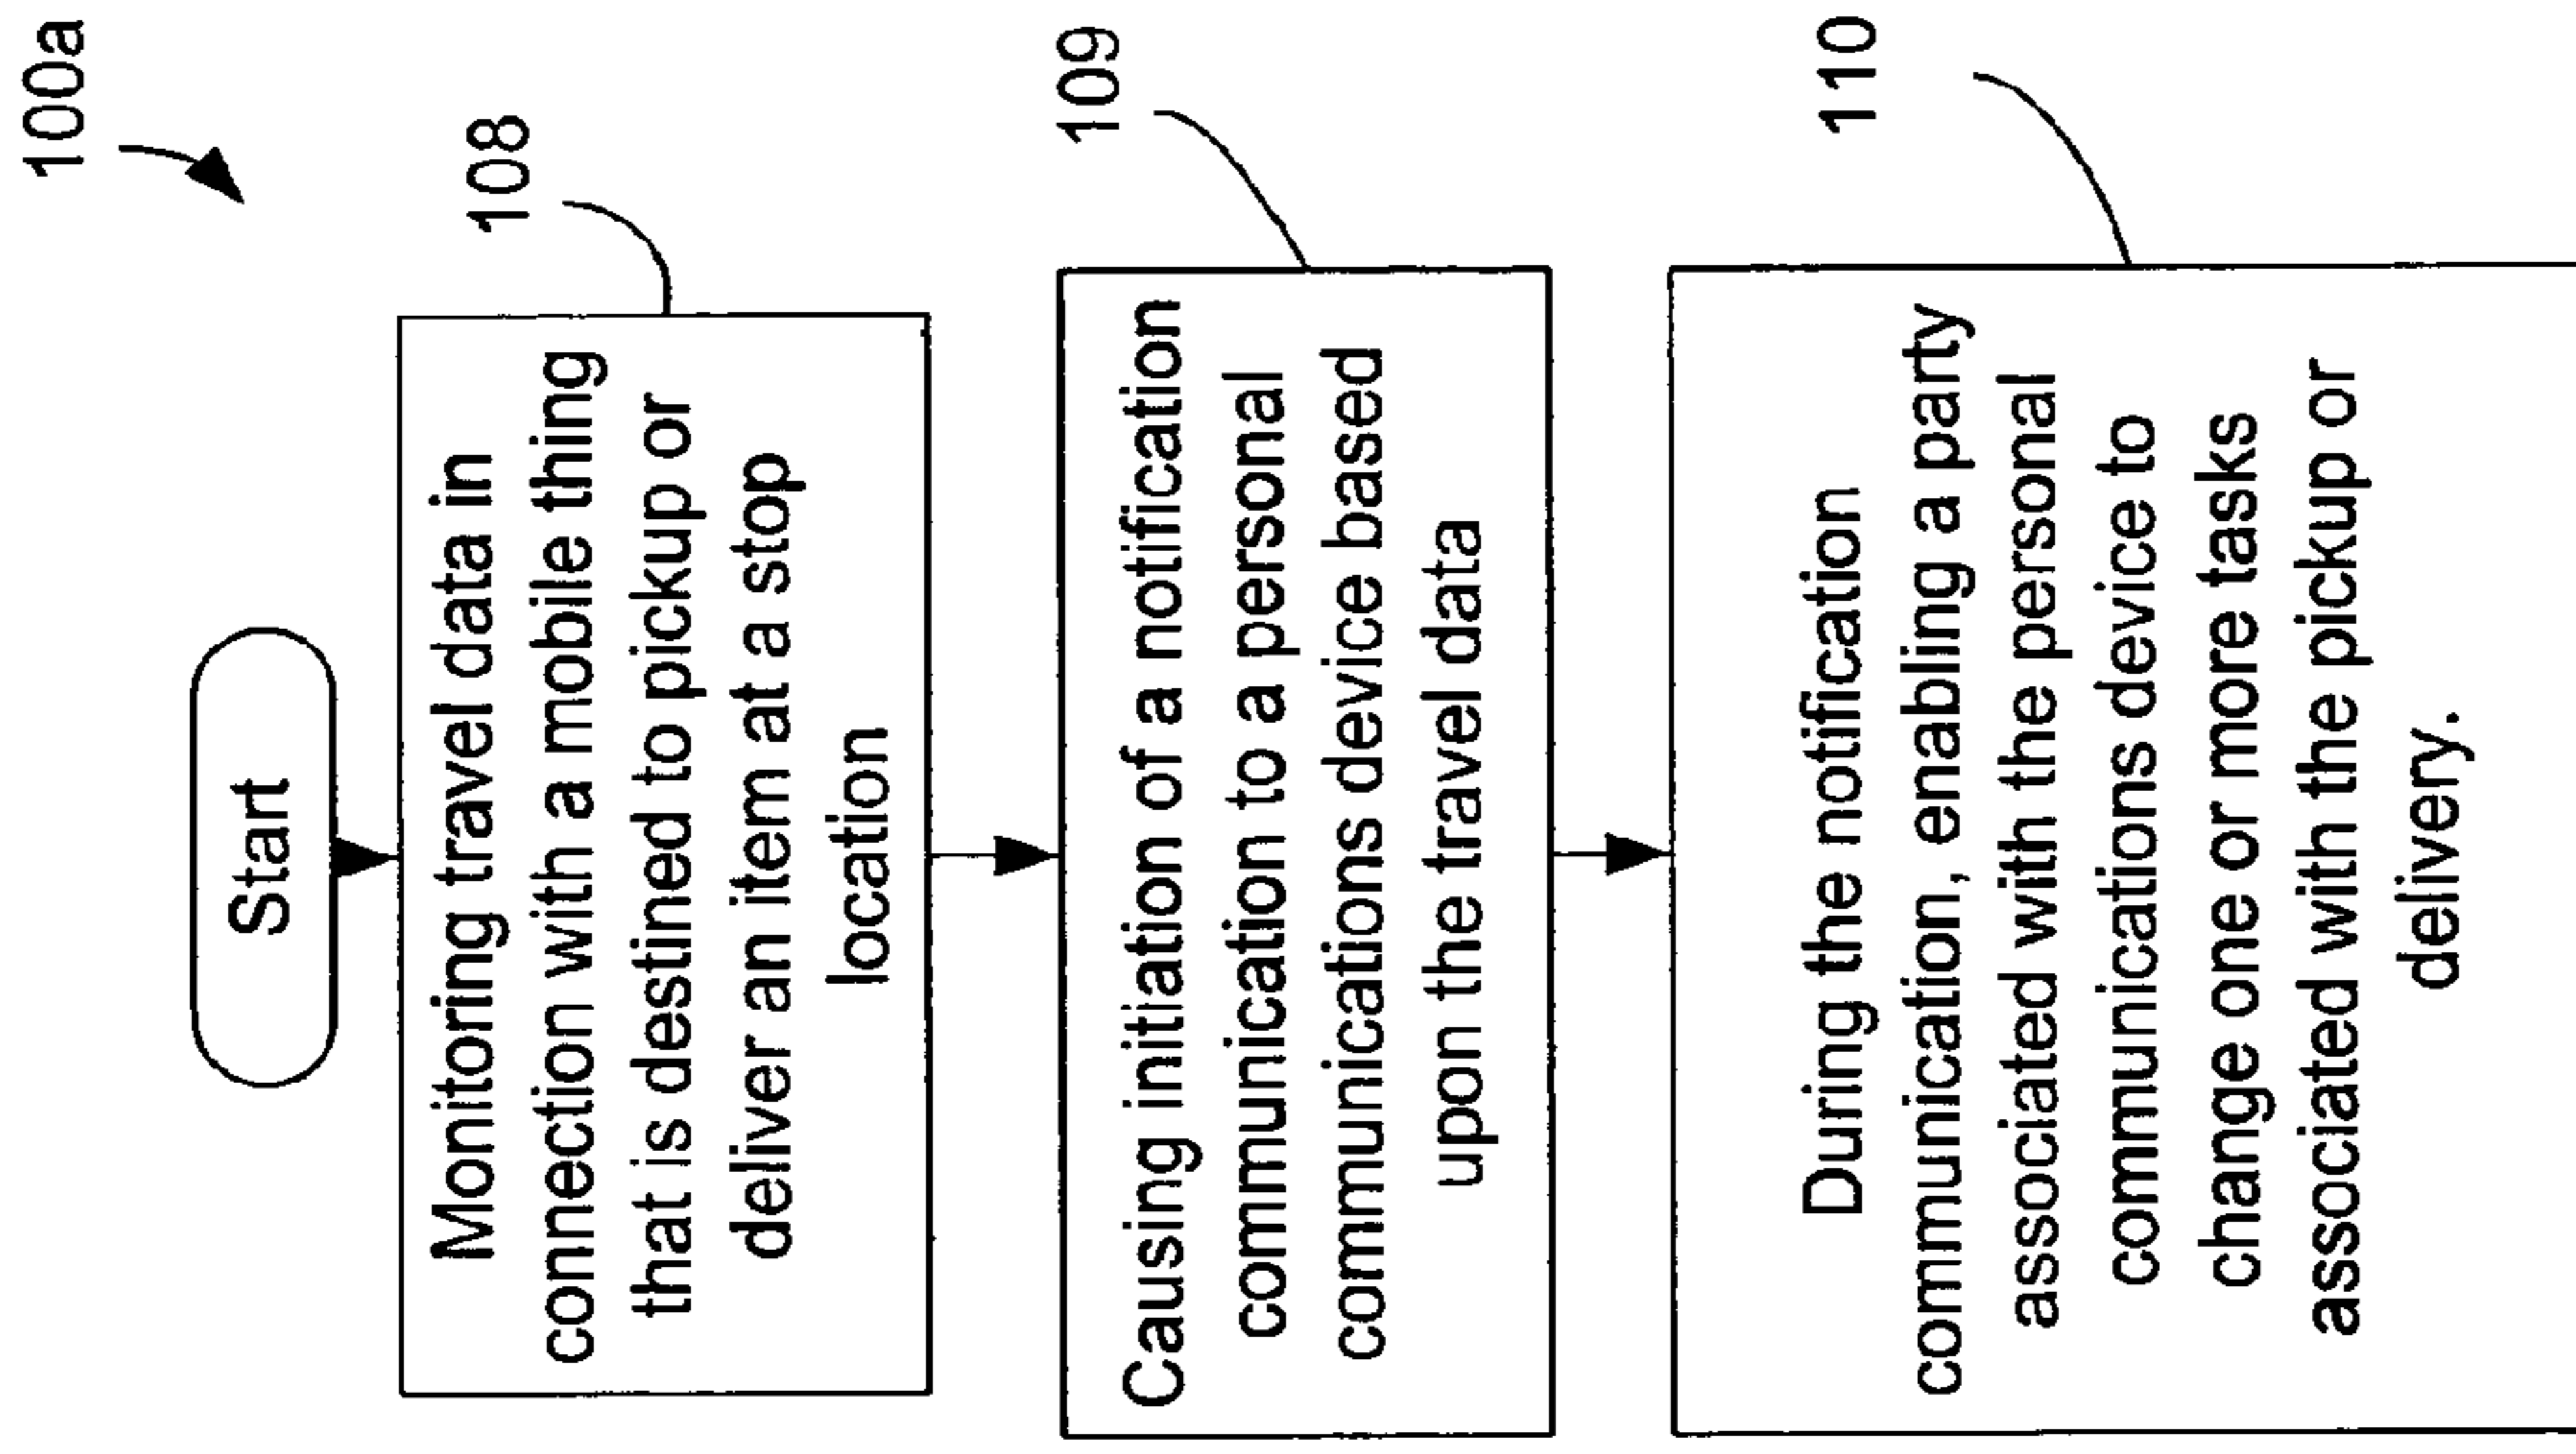 100a
Start
108
Monitoring travel data in
connection with a mobile thing
that is destined to pickup or
deliver an item at a stop
location
109
Causing initiation of a notification
communication to a personal
communications device based
upon the travel data
110
During the notification
communication, enabling a party
associated with the personal
communications device to
change one or more tasks
associated with the pickup or
delivery.